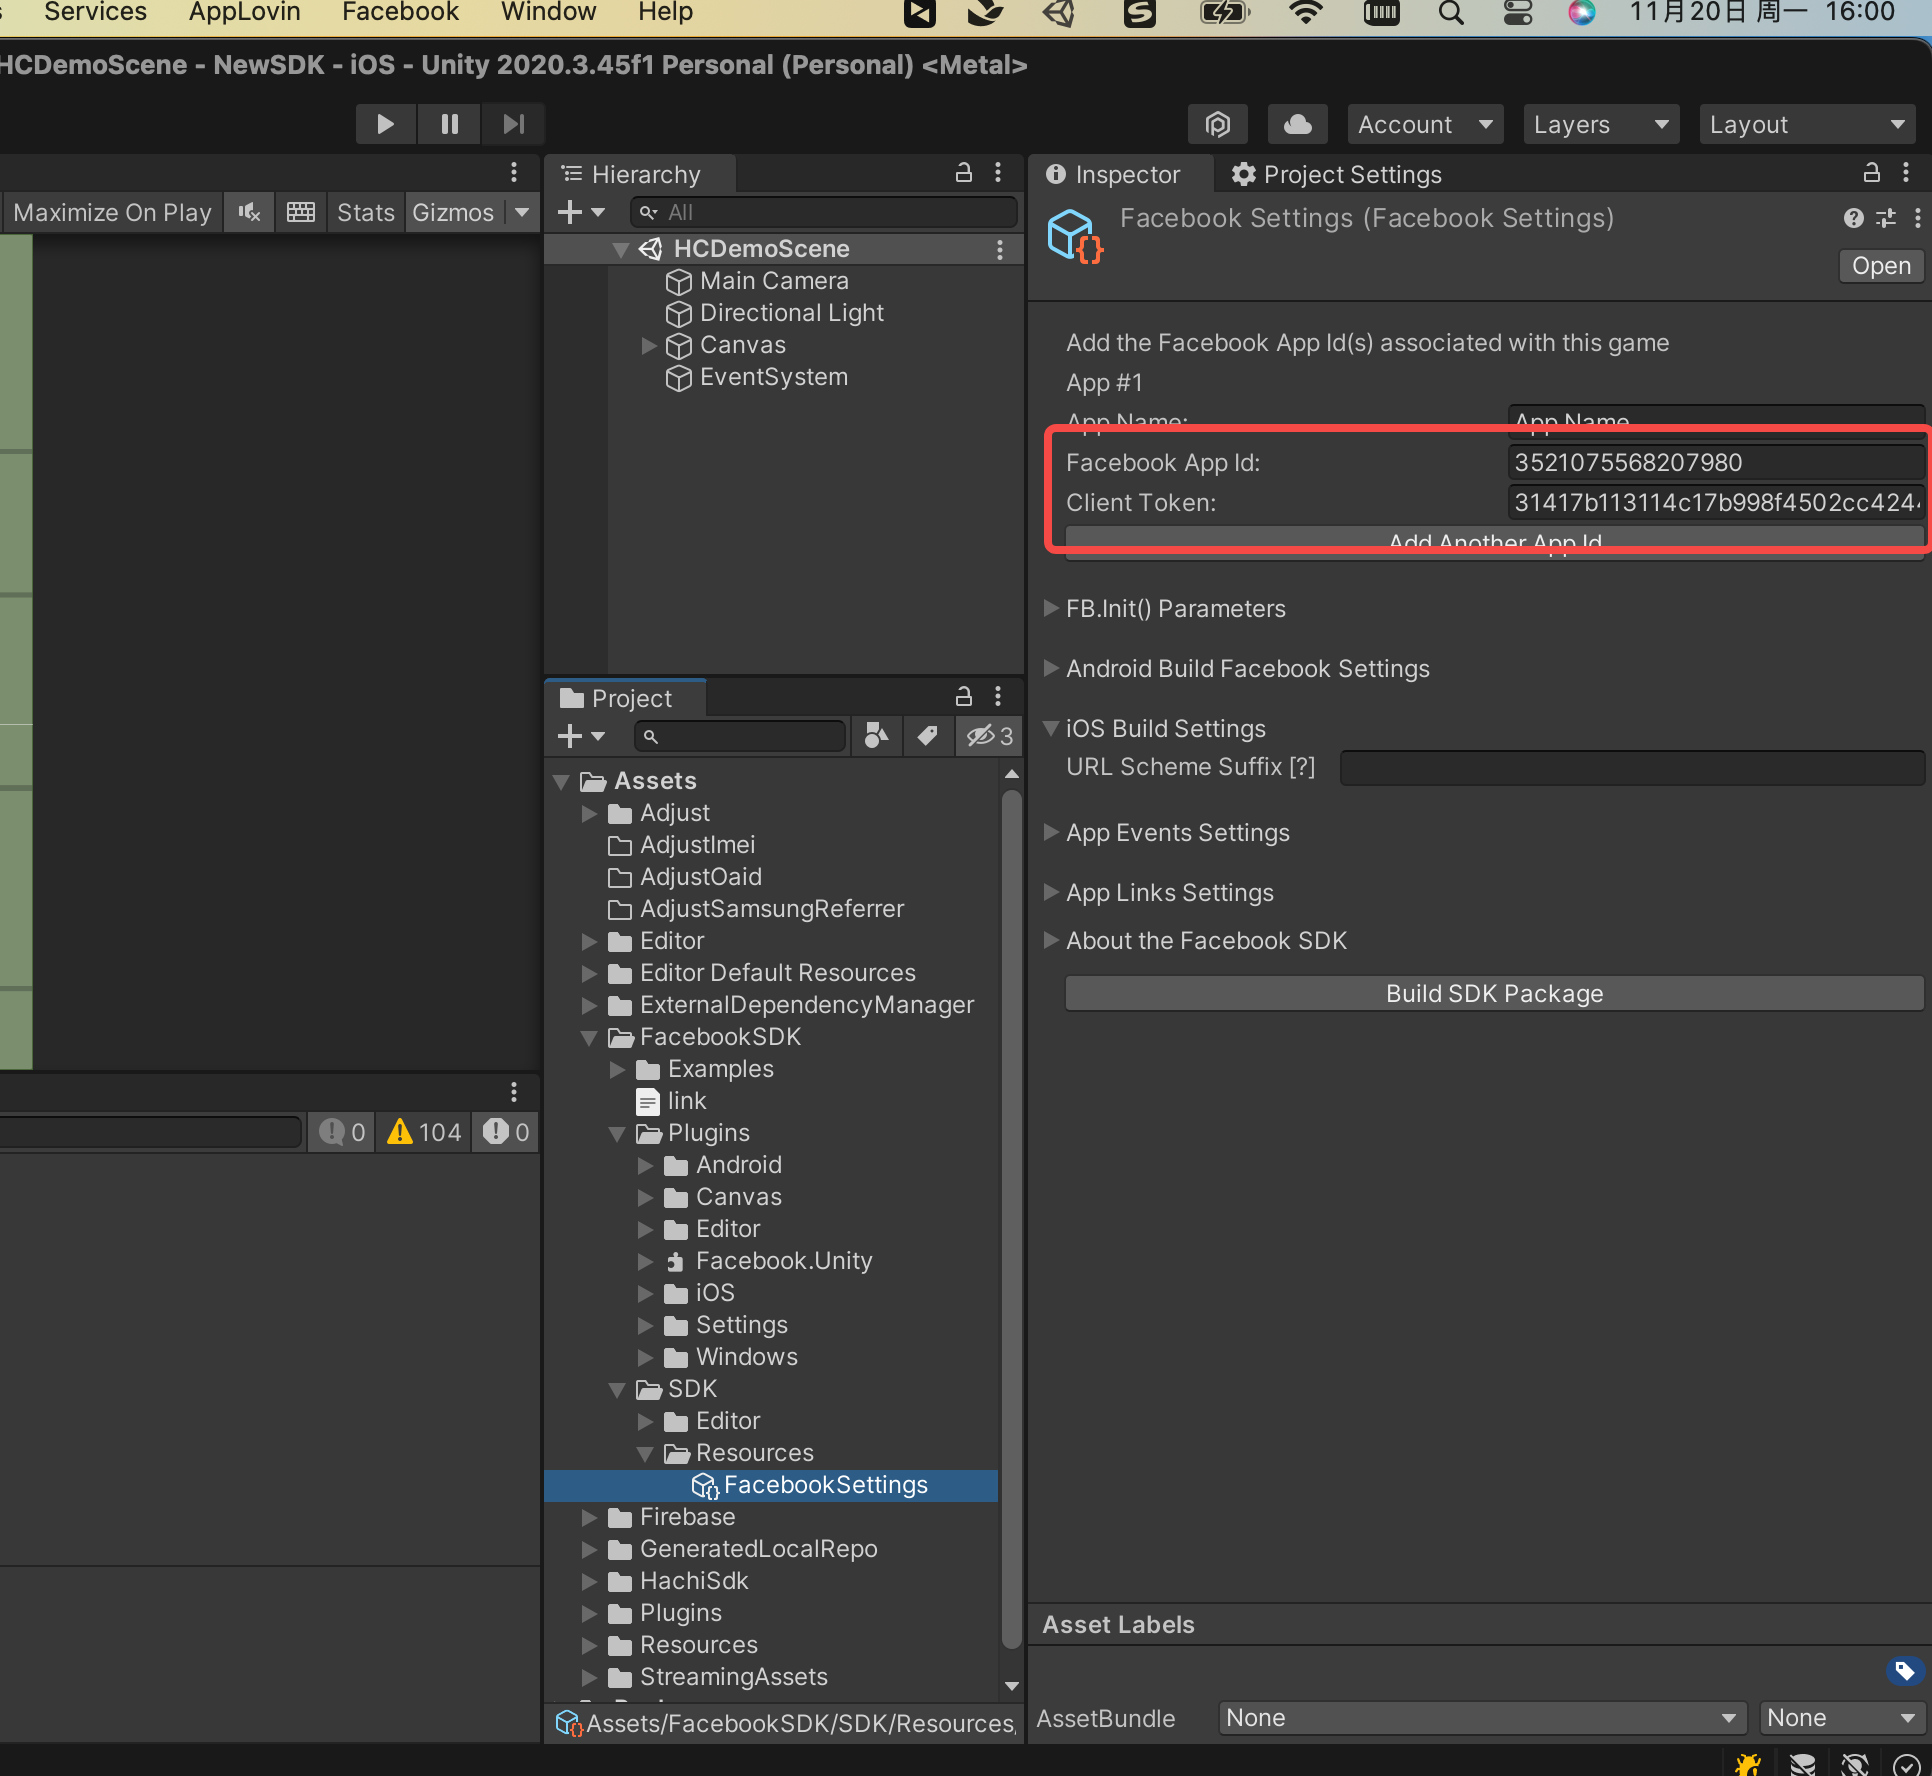 Services AppLovin Facebook Window Help 11月20日 周一 16:00
HCDemoScene - NewSDK - iOS - Unity 2020.3.45f1 Personal (Personal) <Metal>
Account Layers Layout
Maximize On Play Stats Gizmos
Hierarchy
All
HCDemoScene
Main Camera
Directional Light
Canvas
EventSystem
0 104 0
Project
3
Assets
Adjust
AdjustImei
AdjustOaid
AdjustSamsungReferrer
Editor
Editor Default Resources
ExternalDependencyManager
FacebookSDK
Examples
link
Plugins
Android
Canvas
Editor
Facebook.Unity
iOS
Settings
Windows
SDK
Editor
Resources
FacebookSettings
Firebase
GeneratedLocalRepo
HachiSdk
Plugins
Resources
StreamingAssets
Assets/FacebookSDK/SDK/Resources
Inspector Project Settings
Facebook Settings (Facebook Settings)
Open
Add the Facebook App Id(s) associated with this game
App #1
App Name: App Name
Facebook App Id: 3521075568207980
Client Token: 31417b113114c17b998f4502cc424
Add Another App Id
FB.Init() Parameters
Android Build Facebook Settings
iOS Build Settings
URL Scheme Suffix [?]
App Events Settings
App Links Settings
About the Facebook SDK
Build SDK Package
Asset Labels
AssetBundle None None